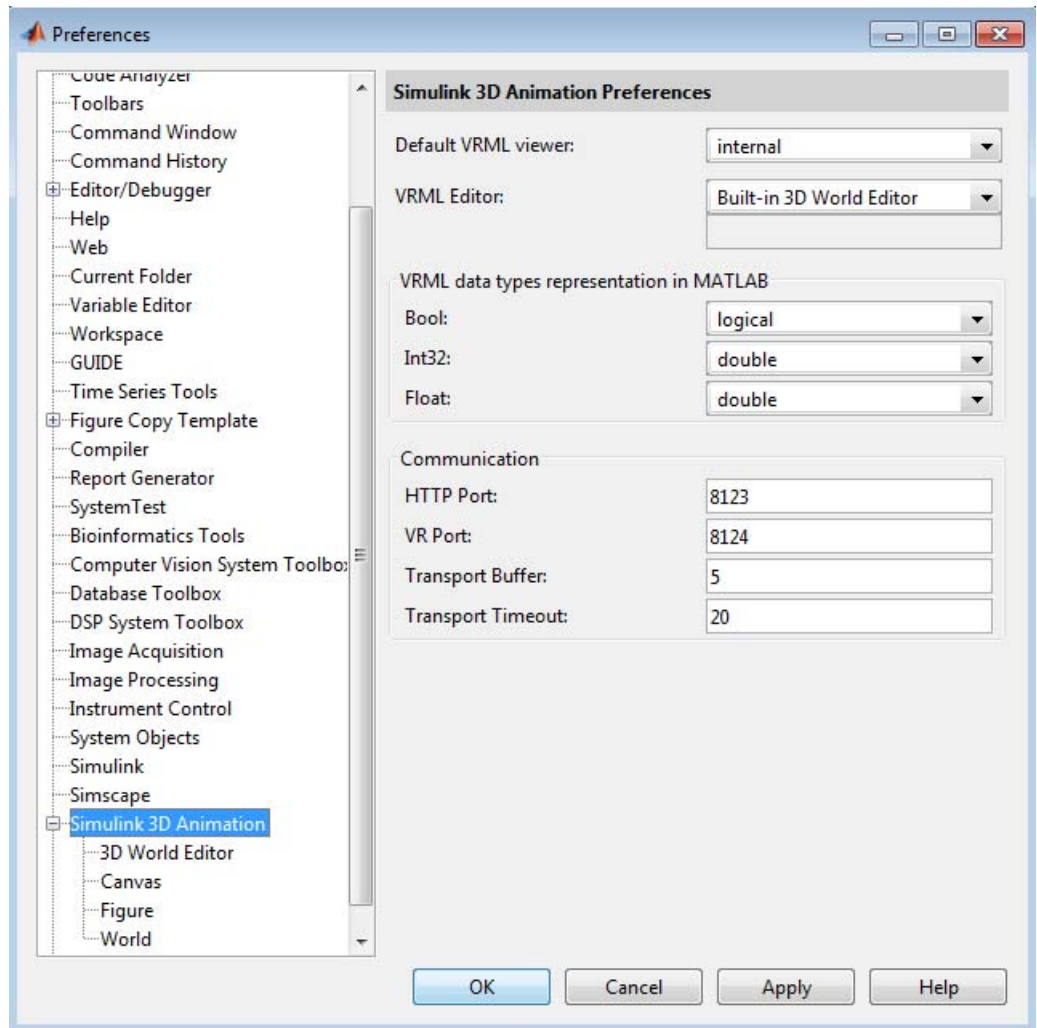 Preferences
Code Analyzer
Toolbars
Command Window
Command History
Editor/Debugger
Help
Web
Current Folder
Variable Editor
Workspace
GUIDE
Time Series Tools
Figure Copy Template
Compiler
Report Generator
SystemTest
Bioinformatics Tools
Computer Vision System Toolbox
Database Toolbox
DSP System Toolbox
Image Acquisition
Image Processing
Instrument Control
System Objects
Simulink
Simscape
Simulink 3D Animation
3D World Editor
Canvas
Figure
World
Simulink 3D Animation Preferences
Default VRML viewer: internal
VRML Editor: Built-in 3D World Editor
VRML data types representation in MATLAB
Bool: logical
Int32: double
Float: double
Communication
HTTP Port: 8123
VR Port: 8124
Transport Buffer: 5
Transport Timeout: 20
OK Cancel Apply Help